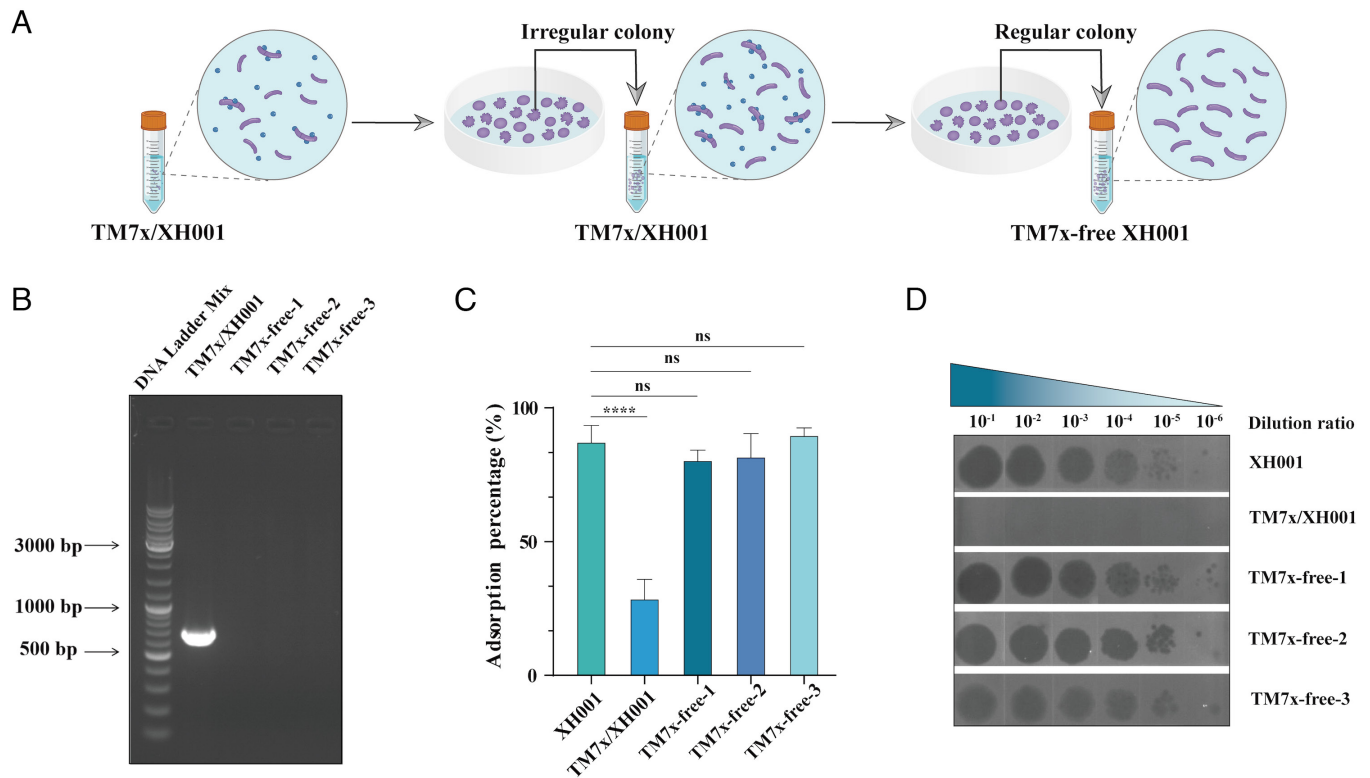 A
Irregular colony
Regular colony
TM7x/XH001
TM7x/XH001
TM7x-free XH001
B
DNA Ladder Mix
TM7x/XH001
TM7x-free-1
TM7x-free-2
TM7x-free-3
3000 bp
1000 bp
500 bp
C
ns
ns
ns
****
Adsorption percentage (%)
100
0
XH001
TM7x/XH001
TM7x-free-1
TM7x-free-2
TM7x-free-3
D
10⁻¹ 10⁻² 10⁻³ 10⁻⁴ 10⁻⁵ 10⁻⁶ Dilution ratio
XH001
TM7x/XH001
TM7x-free-1
TM7x-free-2
TM7x-free-3